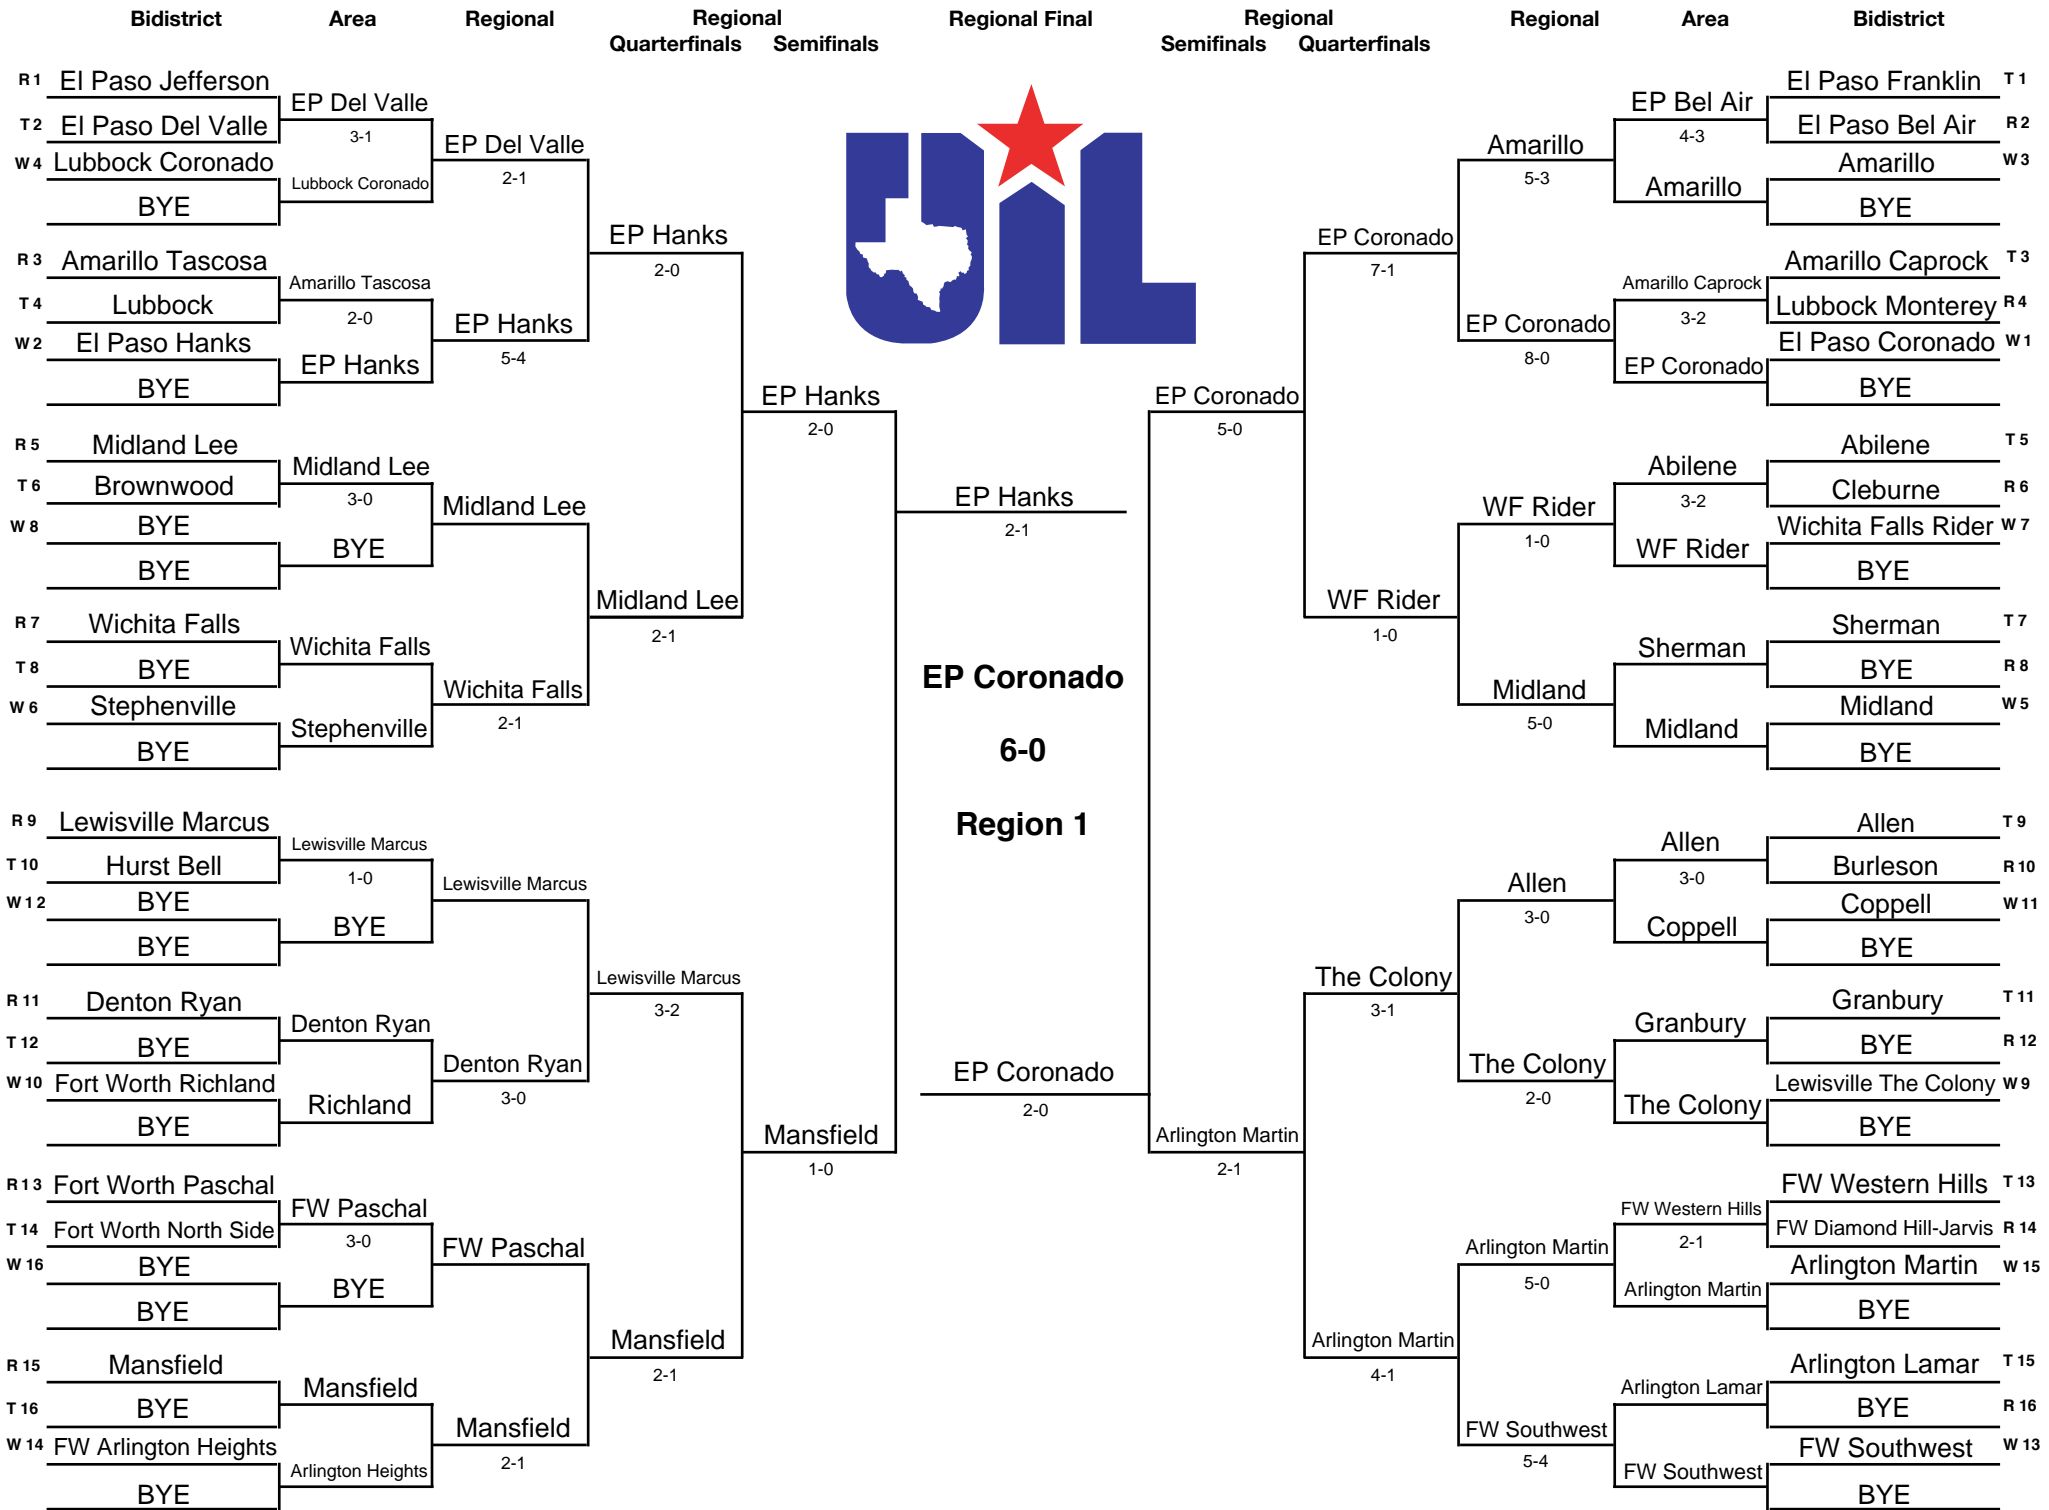 Bidistrict
Area
Regional
Regional
Quarterfinals Semifinals
Regional Final
Regional
Semifinals Quarterfinals
Regional
Area
Bidistrict
R 1 El Paso Jefferson
T 2 El Paso Del Valle
W 4 Lubbock Coronado
BYE
R 3 Amarillo Tascosa
T 4 Lubbock
W 2 El Paso Hanks
BYE
R 5 Midland Lee
T 6 Brownwood
W 8 BYE
BYE
R 7 Wichita Falls
T 8 BYE
W 6 Stephenville
BYE
R 9 Lewisville Marcus
T 10 Hurst Bell
W 12 BYE
BYE
R 11 Denton Ryan
T 12 BYE
W 10 Fort Worth Richland
BYE
R 13 Fort Worth Paschal
T 14 Fort Worth North Side
W 16 BYE
BYE
R 15 Mansfield
T 16 BYE
W 14 FW Arlington Heights
BYE
EP Del Valle
3-1
Lubbock Coronado
Amarillo Tascosa
2-0
EP Hanks
Midland Lee
3-0
BYE
Wichita Falls
Stephenville
Lewisville Marcus
1-0
BYE
Denton Ryan
Richland
FW Paschal
3-0
BYE
Mansfield
Arlington Heights
EP Del Valle
2-1
EP Hanks
5-4
Midland Lee
Wichita Falls
2-1
Lewisville Marcus
Denton Ryan
3-0
FW Paschal
Mansfield
2-1
EP Hanks
2-0
Midland Lee
2-1
Lewisville Marcus
3-2
Mansfield
2-1
EP Hanks
2-0
Mansfield
1-0
UIL
EP Hanks
2-1
EP Coronado
6-0
Region 1
EP Coronado
2-0
EP Coronado
5-0
Arlington Martin
2-1
EP Coronado
7-1
WF Rider
1-0
The Colony
3-1
Arlington Martin
4-1
Amarillo
5-3
EP Coronado
8-0
WF Rider
1-0
Midland
5-0
Allen
3-0
The Colony
2-0
Arlington Martin
5-0
FW Southwest
5-4
EP Bel Air
4-3
Amarillo
Amarillo Caprock
3-2
EP Coronado
Abilene
3-2
WF Rider
Sherman
Midland
Allen
3-0
Coppell
Granbury
The Colony
FW Western Hills
2-1
Arlington Martin
Arlington Lamar
FW Southwest
El Paso Franklin T 1
El Paso Bel Air R 2
Amarillo W 3
BYE
Amarillo Caprock T 3
Lubbock Monterey R 4
El Paso Coronado W 1
BYE
Abilene T 5
Cleburne R 6
Wichita Falls Rider W 7
BYE
Sherman T 7
BYE R 8
Midland W 5
BYE
Allen T 9
Burleson R 10
Coppell W 11
BYE
Granbury T 11
BYE R 12
Lewisville The Colony W 9
BYE
FW Western Hills T 13
FW Diamond Hill-Jarvis R 14
Arlington Martin W 15
BYE
Arlington Lamar T 15
BYE R 16
FW Southwest W 13
BYE